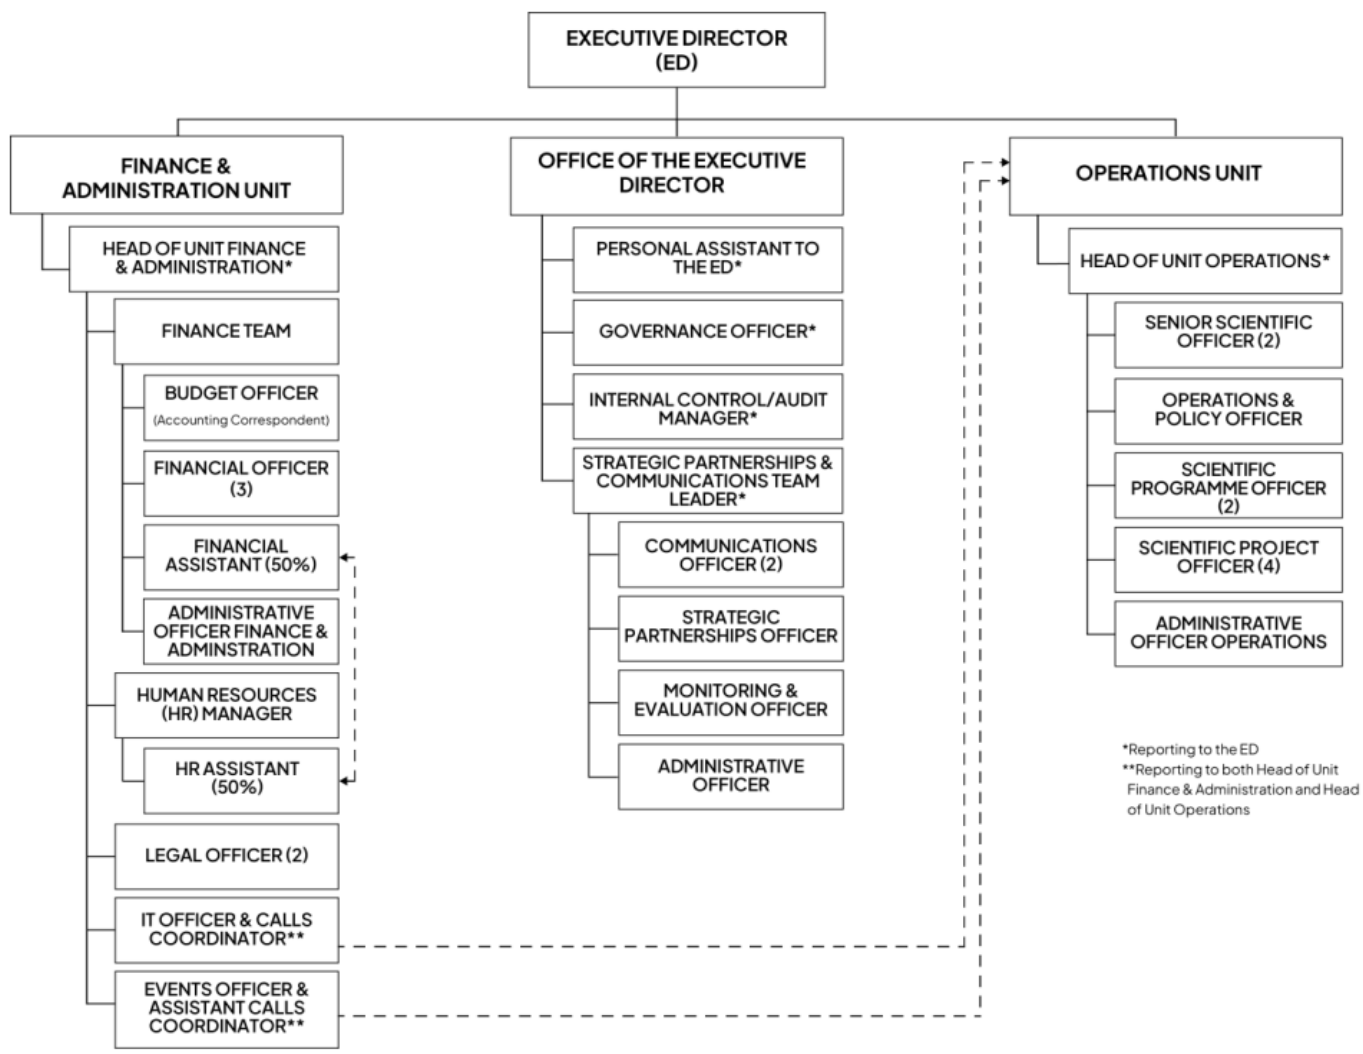 EXECUTIVE DIRECTOR
(ED)
FINANCE &
ADMINISTRATION UNIT
HEAD OF UNIT FINANCE
& ADMINISTRATION*
FINANCE TEAM
BUDGET OFFICER
(Accounting Correspondent)
FINANCIAL OFFICER
(3)
FINANCIAL
ASSISTANT (50%)
ADMINISTRATIVE
OFFICER FINANCE &
ADMINSTRATION
HUMAN RESOURCES
(HR) MANAGER
HR ASSISTANT
(50%)
LEGAL OFFICER (2)
IT OFFICER & CALLS
COORDINATOR**
EVENTS OFFICER &
ASSISTANT CALLS
COORDINATOR**
OFFICE OF THE EXECUTIVE
DIRECTOR
PERSONAL ASSISTANT TO
THE ED*
GOVERNANCE OFFICER*
INTERNAL CONTROL/AUDIT
MANAGER*
STRATEGIC PARTNERSHIPS &
COMMUNICATIONS TEAM
LEADER*
COMMUNICATIONS
OFFICER (2)
STRATEGIC
PARTNERSHIPS OFFICER
MONITORING &
EVALUATION OFFICER
ADMINISTRATIVE
OFFICER
OPERATIONS UNIT
HEAD OF UNIT OPERATIONS*
SENIOR SCIENTIFIC
OFFICER (2)
OPERATIONS &
POLICY OFFICER
SCIENTIFIC
PROGRAMME OFFICER
(2)
SCIENTIFIC PROJECT
OFFICER (4)
ADMINISTRATIVE
OFFICER OPERATIONS
*Reporting to the ED
**Reporting to both Head of Unit
Finance & Administration and Head
of Unit Operations